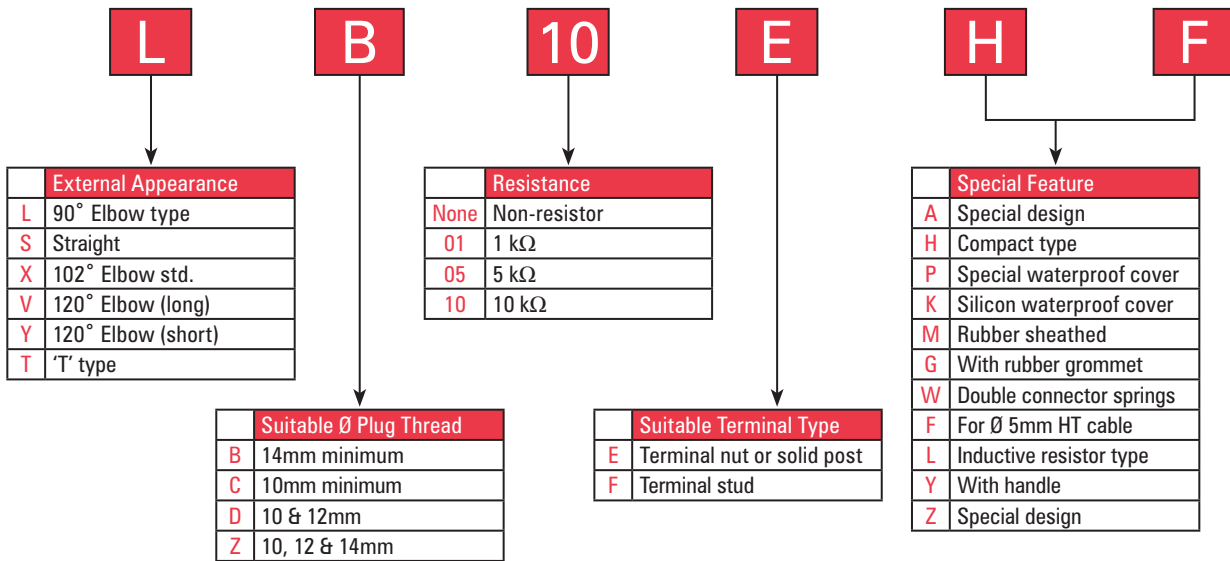 L B 10 E H F
External Appearance
L 90˚ Elbow type
S Straight
X 102˚ Elbow std.
V 120˚ Elbow (long)
Y 120˚ Elbow (short)
T ‘T’ type
Suitable Ø Plug Thread
B 14mm minimum
C 10mm minimum
D 10 & 12mm
Z 10, 12 & 14mm
Resistance
None Non-resistor
01 1 kΩ
05 5 kΩ
10 10 kΩ
Suitable Terminal Type
E Terminal nut or solid post
F Terminal stud
Special Feature
A Special design
H Compact type
P Special waterproof cover
K Silicon waterproof cover
M Rubber sheathed
G With rubber grommet
W Double connector springs
F For Ø 5mm HT cable
L Inductive resistor type
Y With handle
Z Special design